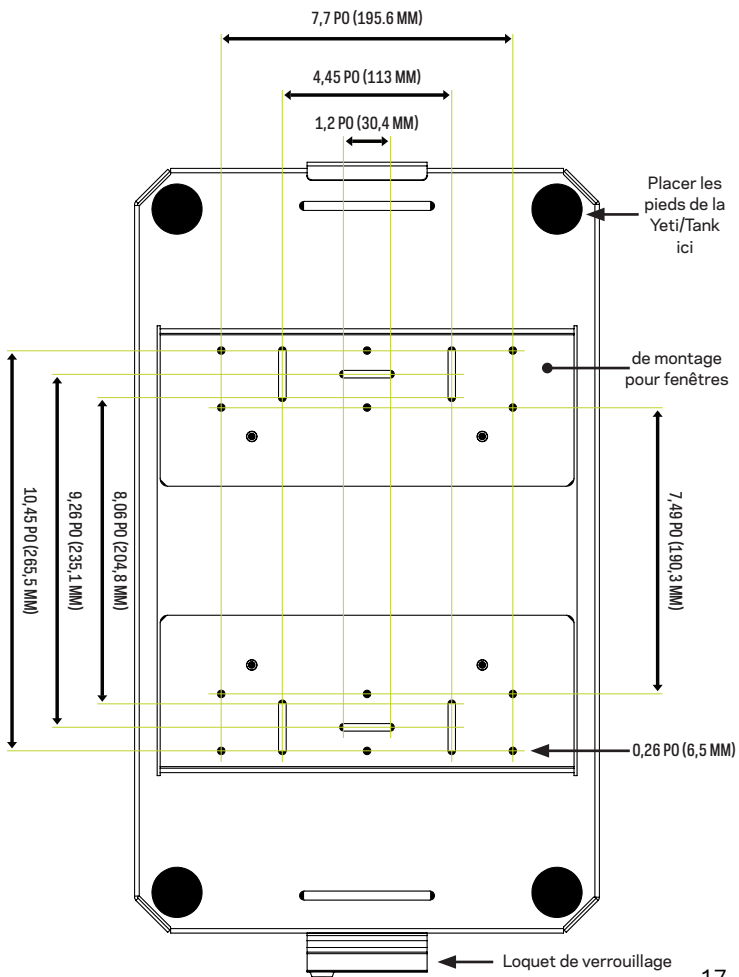 7,7 PO (195.6 MM)
4,45 PO (113 MM)
1,2 PO (30,4 MM)
Placer les
pieds de la
Yeti/Tank
ici
de montage
pour fenêtres
10,45 PO (265,5 MM)
9,26 PO (235,1 MM)
8,06 PO (204,8 MM)
7,49 PO (190,3 MM)
0,26 PO (6,5 MM)
Loquet de verrouillage
17